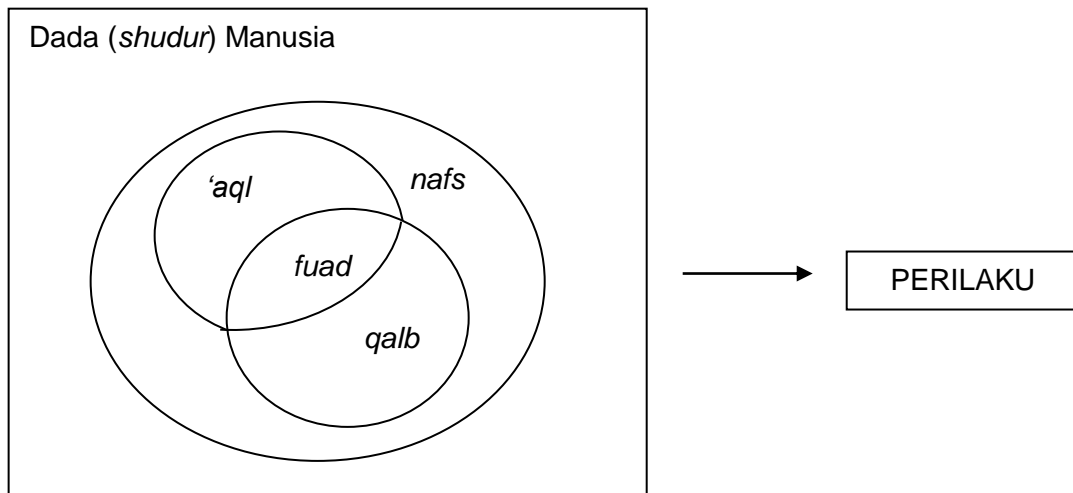 Dada (shudur) Manusia
‘aql
nafs
fuad
qalb
PERILAKU